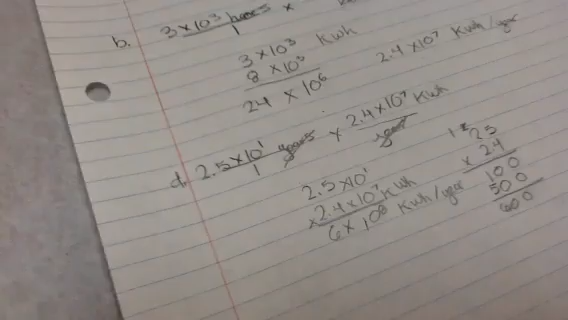 b. 3 × 10³ hours / 1 ×
3 × 10³ Kwh
8 × 10³
24 × 10⁶
2.4 × 10⁷ Kwh/year
d. 2.5 × 10¹ years / 1 × 2.4 × 10⁷ Kwh / year
2.5 × 10¹
× 2.4 × 10⁷ Kwh
6 × 10⁸ Kwh/year
25
× 24
100
500
600